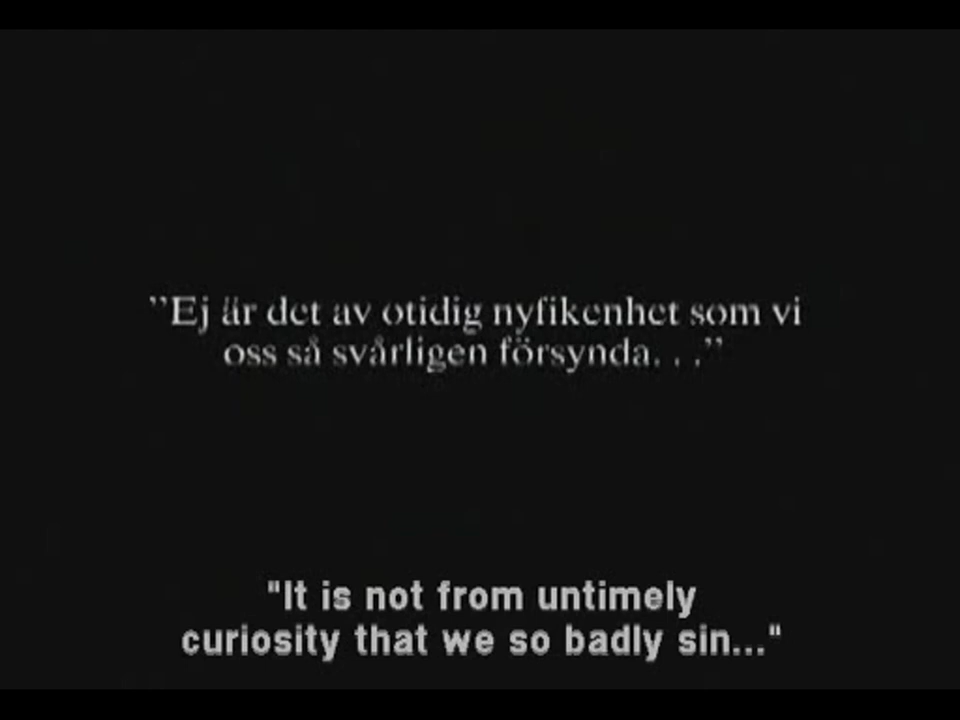 ”Ej är det av otidig nyfikenhet som vi
oss så svårligen försynda. . .”
"It is not from untimely
curiosity that we so badly sin..."